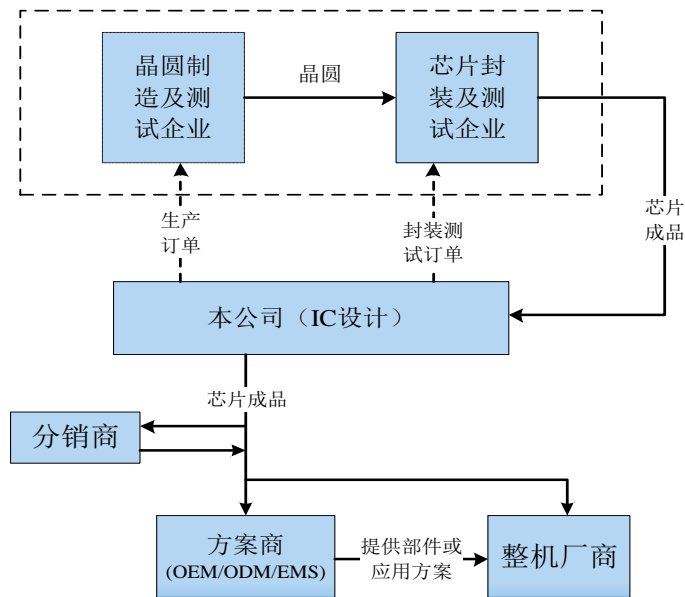 晶圆制
造及测
试企业
晶圆
芯片封
装及测
试企业
生产
订单
封装测
试订单
芯片
成品
本公司（IC设计）
芯片成品
分销商
方案商
(OEM/ODM/EMS)
提供部件或
应用方案
整机厂商